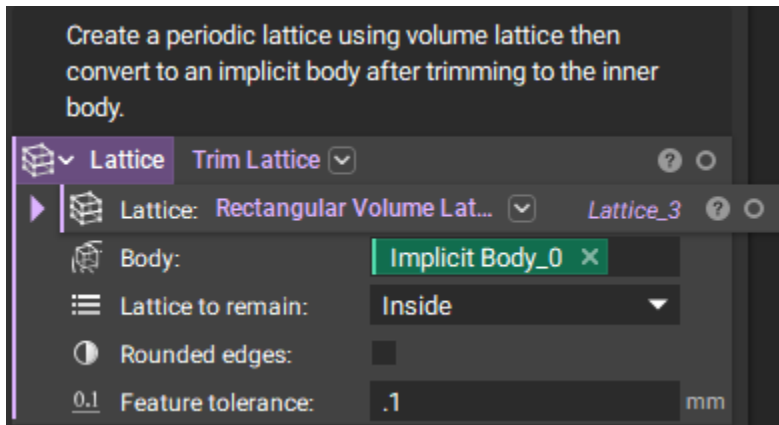 Create a periodic lattice using volume lattice then
convert to an implicit body after trimming to the inner
body.
Lattice Trim Lattice ?
Lattice: Rectangular Volume Lat... Lattice_3 ?
Body: Implicit Body_0 ×
Lattice to remain: Inside
Rounded edges:
0.1 Feature tolerance: .1 mm